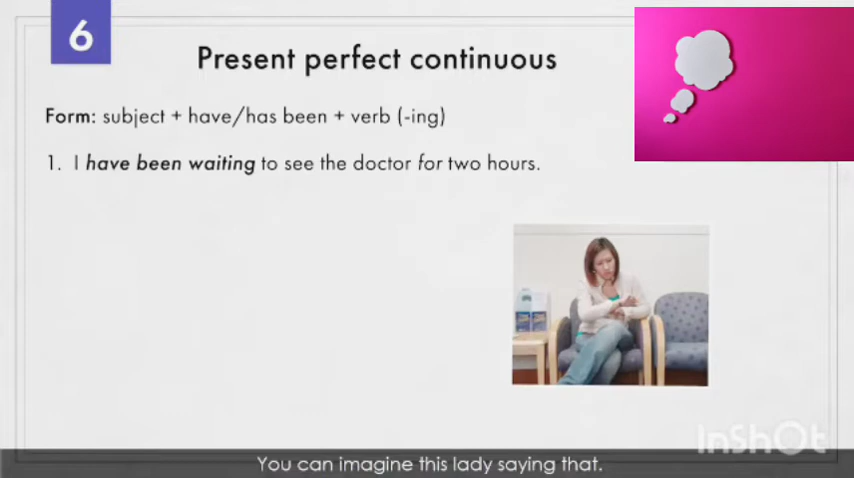 6
Present perfect continuous
Form: subject + have/has been + verb (-ing)
1. I have been waiting to see the doctor for two hours.
InShOt
You can imagine this lady saying that.